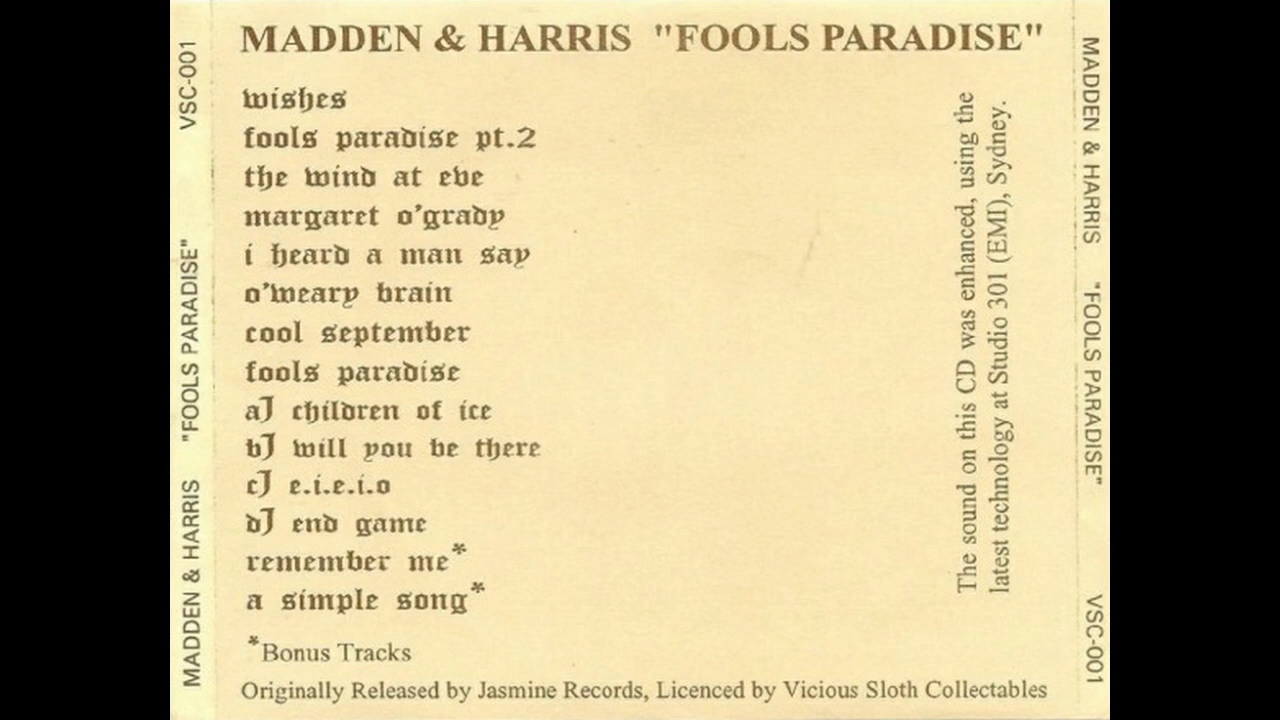 MADDEN & HARRIS "FOOLS PARADISE"
wishes
fools paradise pt.2
the wind at eve
margaret o'grady
i heard a man say
o'weary brain
cool september
fools paradise
a] children of ice
b] will you be there
c] e.i.e.i.o
d] end game
remember me*
a simple song*
*Bonus Tracks
Originally Released by Jasmine Records, Licenced by Vicious Sloth Collectables
The sound on this CD was enhanced, using the
latest technology at Studio 301 (EMI), Sydney.
MADDEN & HARRIS "FOOLS PARADISE" VSC-001
MADDEN & HARRIS "FOOLS PARADISE" VSC-001